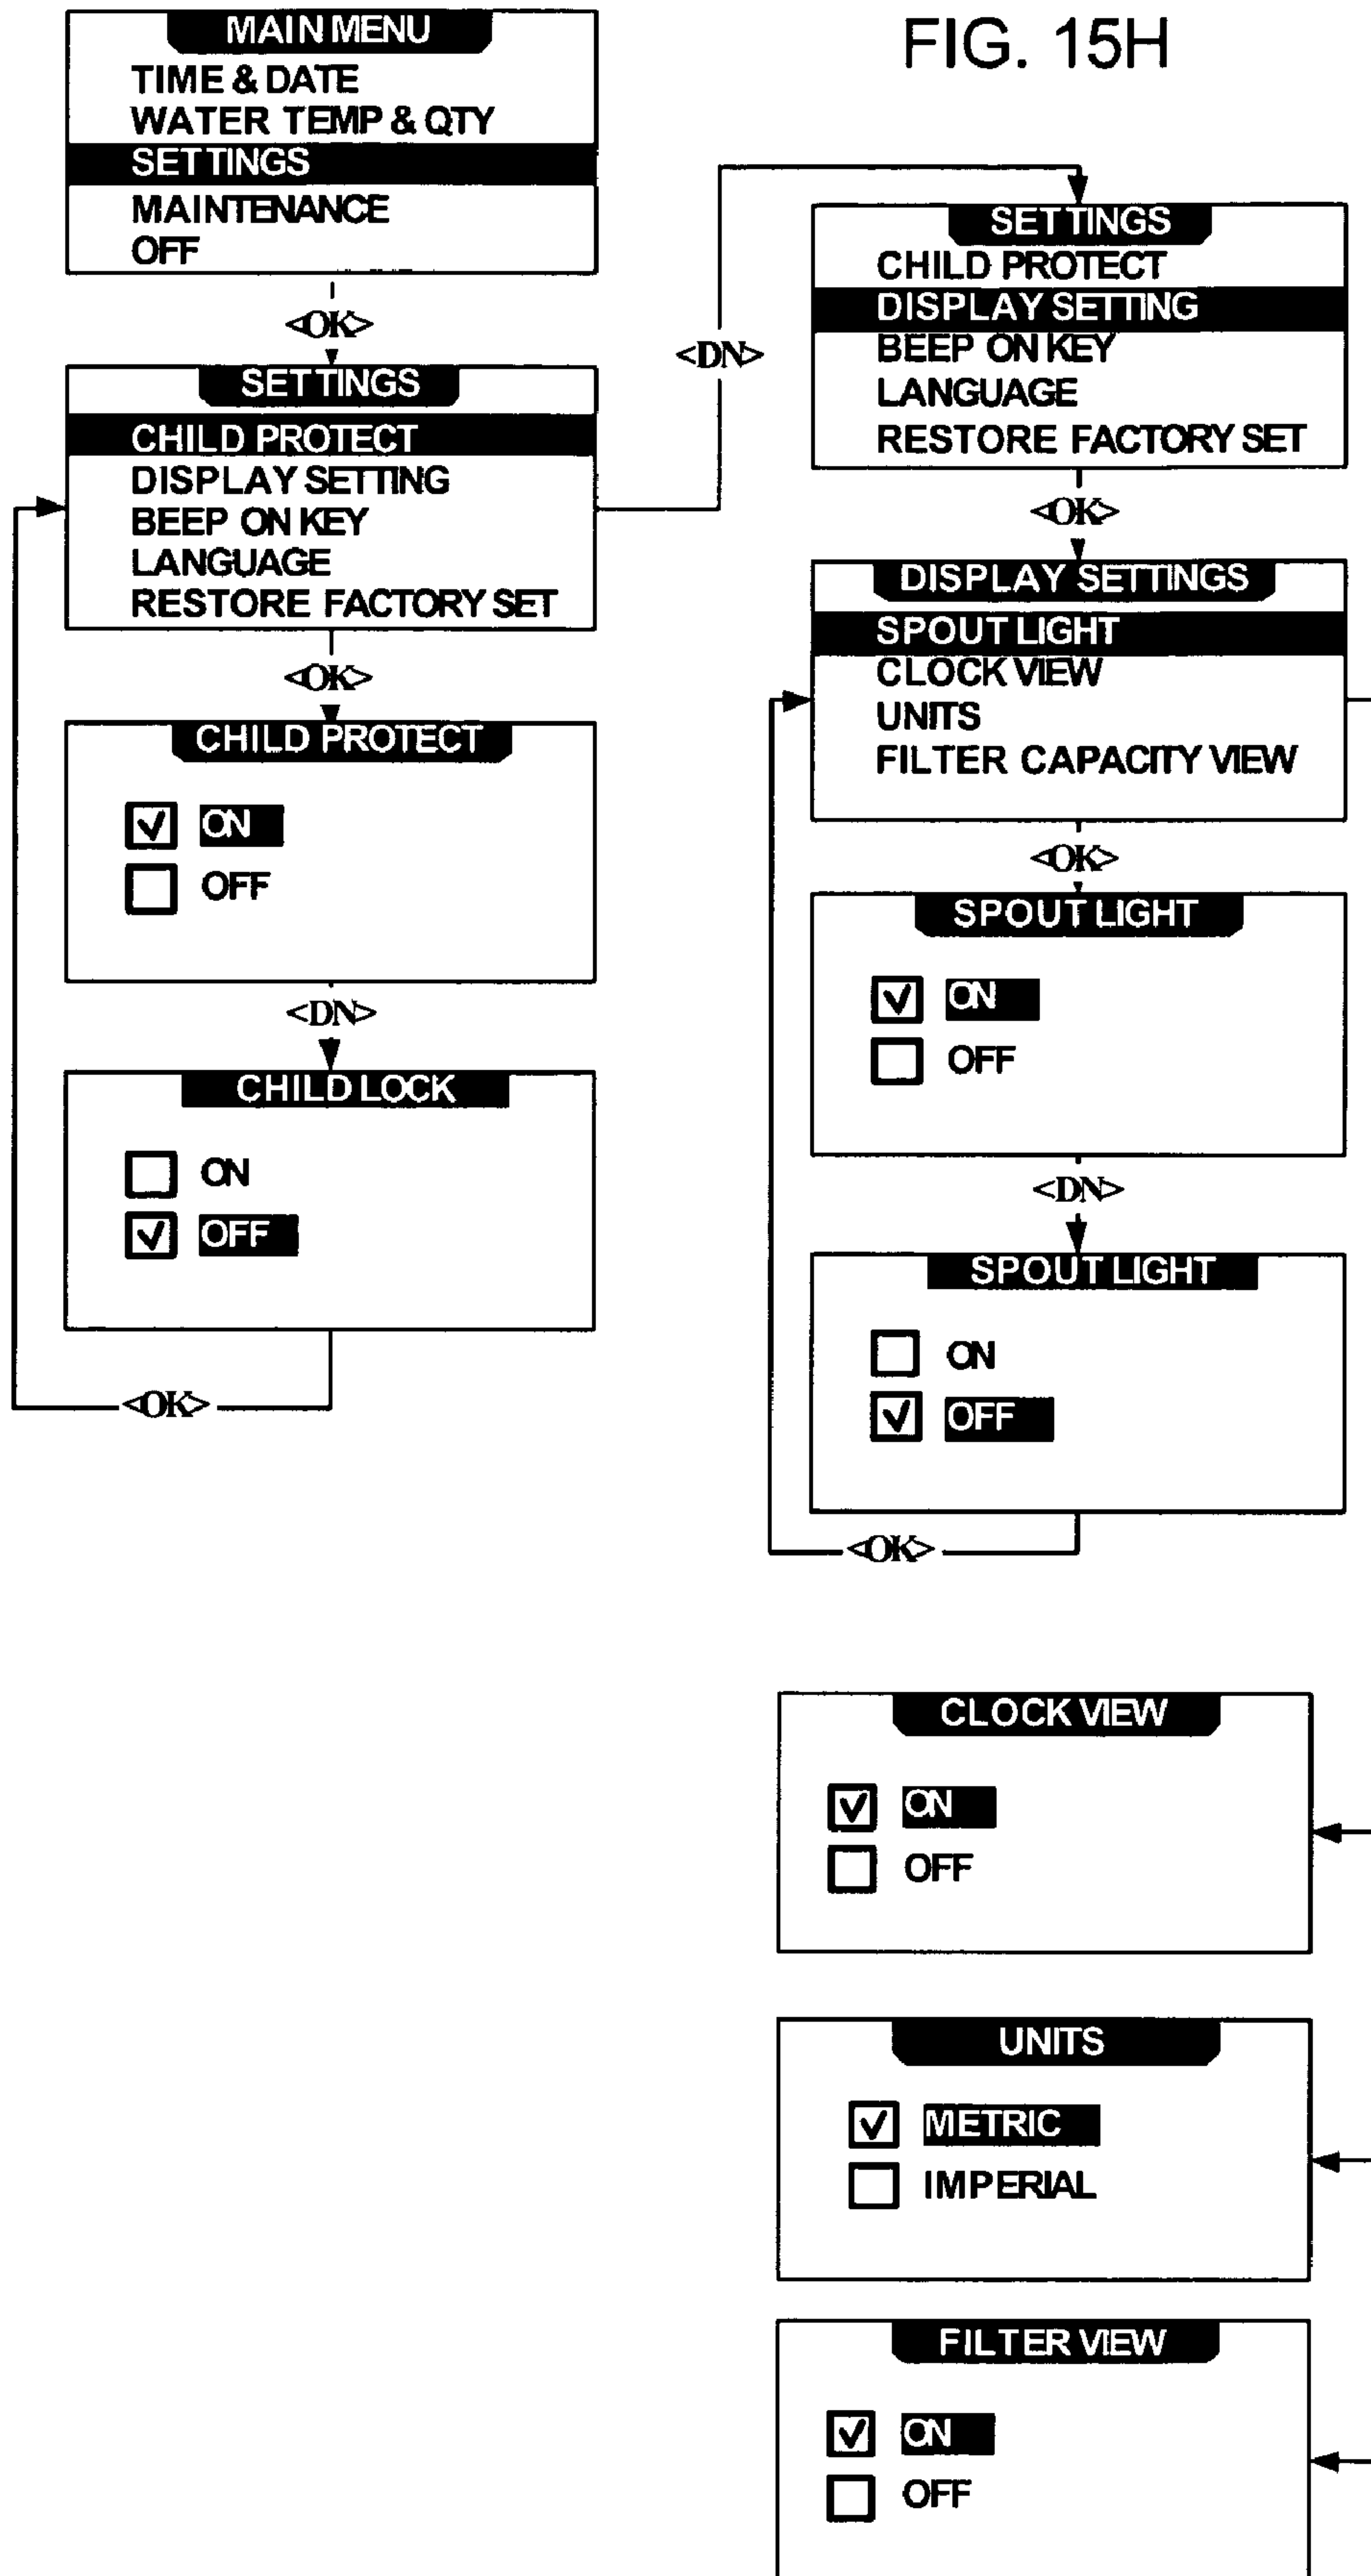 FIG. 15H
MAIN MENU
TIME & DATE
WATER TEMP & QTY
SETTINGS
MAINTENANCE
OFF
<OK>
SETTINGS
CHILD PROTECT
DISPLAY SETTING
BEEP ON KEY
LANGUAGE
RESTORE FACTORY SET
<OK>
CHILD PROTECT
ON
OFF
<DN>
CHILD LOCK
ON
OFF
<OK>
<DN>
SETTINGS
CHILD PROTECT
DISPLAY SETTING
BEEP ON KEY
LANGUAGE
RESTORE FACTORY SET
<OK>
DISPLAY SETTINGS
SPOUT LIGHT
CLOCK VIEW
UNITS
FILTER CAPACITY VIEW
<OK>
SPOUT LIGHT
ON
OFF
<DN>
SPOUT LIGHT
ON
OFF
<OK>
CLOCK VIEW
ON
OFF
UNITS
METRIC
IMPERIAL
FILTER VIEW
ON
OFF